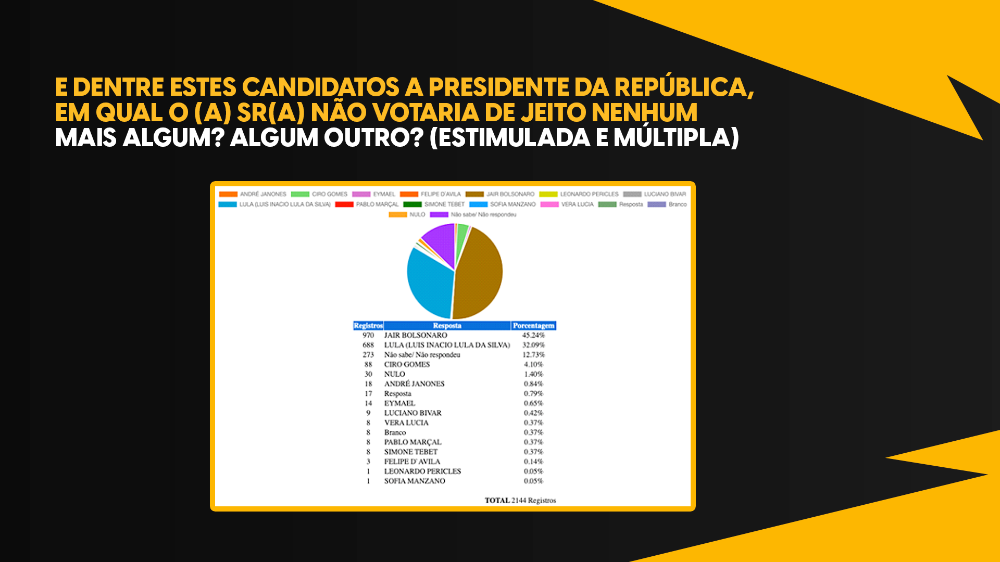 E DENTRE ESTES CANDIDATOS A PRESIDENTE DA REPÚBLICA,
EM QUAL O (A) SR(A) NÃO VOTARIA DE JEITO NENHUM
MAIS ALGUM? ALGUM OUTRO? (ESTIMULADA E MÚLTIPLA)
ANDRÉ JANONES CIRO GOMES EYMAEL FELIPE D'AVILA JAIR BOLSONARO LEONARDO PERICLES LUCIANO BIVAR
LULA (LUIS INACIO LULA DA SILVA) PABLO MARÇAL SIMONE TEBET SOFIA MANZANO VERA LUCIA Resposta Branco
NULO Não sabe/ Não respondeu
Registros Resposta Porcentagem
970 JAIR BOLSONARO 45.24%
688 LULA (LUIS INACIO LULA DA SILVA) 32.09%
273 Não sabe/ Não respondeu 12.73%
88 CIRO GOMES 4.10%
30 NULO 1.40%
18 ANDRÉ JANONES 0.84%
17 Resposta 0.79%
14 EYMAEL 0.65%
9 LUCIANO BIVAR 0.42%
8 VERA LUCIA 0.37%
8 Branco 0.37%
8 PABLO MARÇAL 0.37%
8 SIMONE TEBET 0.37%
3 FELIPE D`AVILA 0.14%
1 LEONARDO PERICLES 0.05%
1 SOFIA MANZANO 0.05%
TOTAL 2144 Registros